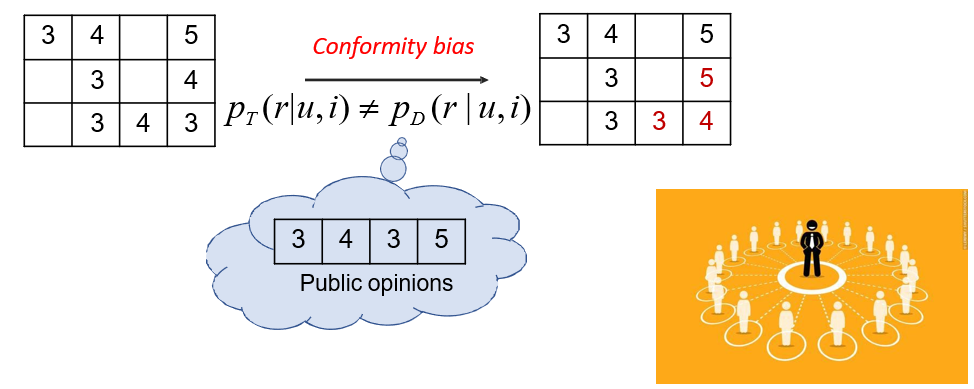 3 4 5
3 4
3 4 3
Conformity bias
p_T(r|u,i) ≠ p_D(r|u,i)
3 4 5
3 5
3 3 4
3 4 3 5
Public opinions